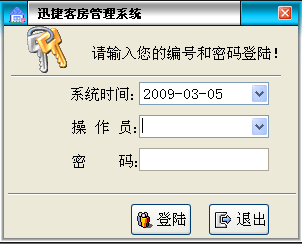 迅捷客房管理系统
请输入您的编号和密码登陆！
系统时间：2009-03-05
操 作 员：
密 码：
登陆 退出